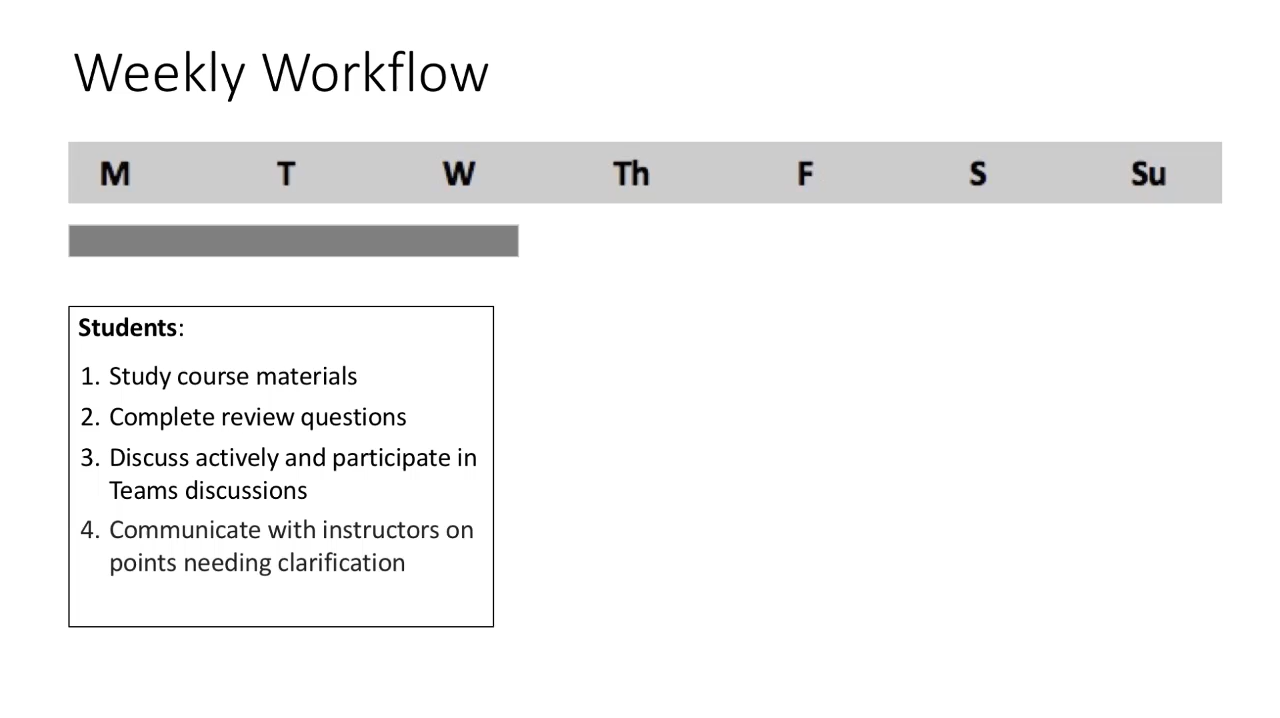 Weekly Workflow
M T W Th F S Su
Students:
1. Study course materials
2. Complete review questions
3. Discuss actively and participate in
Teams discussions
4. Communicate with instructors on
points needing clarification